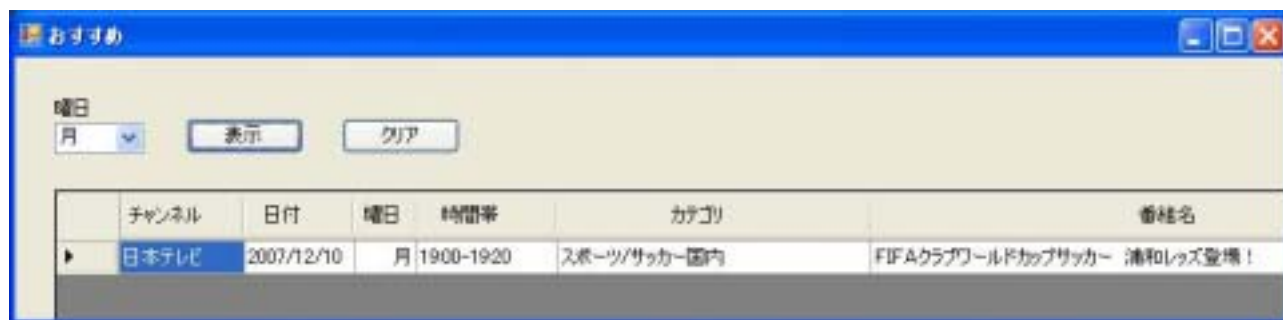 おすすめ
曜日
月 表示 クリア
チャンネル 日付 曜日 時間帯 カテゴリ 番組名
日本テレビ 2007/12/10 月 1900-1920 スポーツ/サッカー国内 FIFAクラブワールドカップサッカー 浦和レッズ登場!